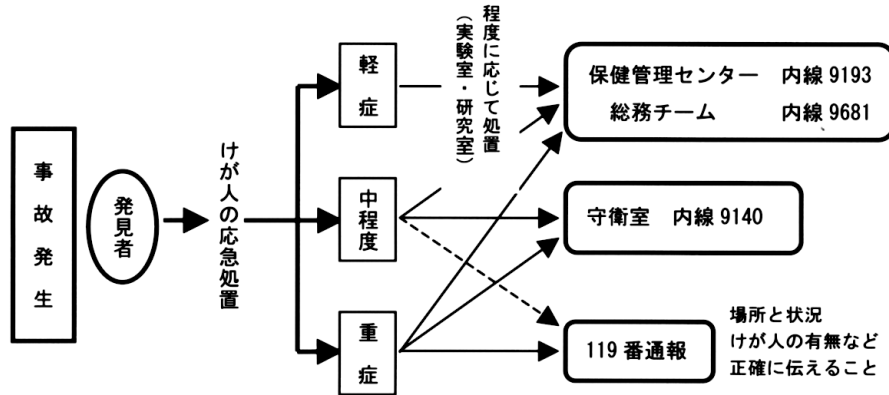 事故発生
発見者
けが人の応急処置
軽症
中程度
重症
程度に応じて処置
（実験室・研究室）
保健管理センター　内線 9193
総務チーム　内線 9681
守衛室　内線 9140
119 番通報
場所と状況
けが人の有無など
正確に伝えること